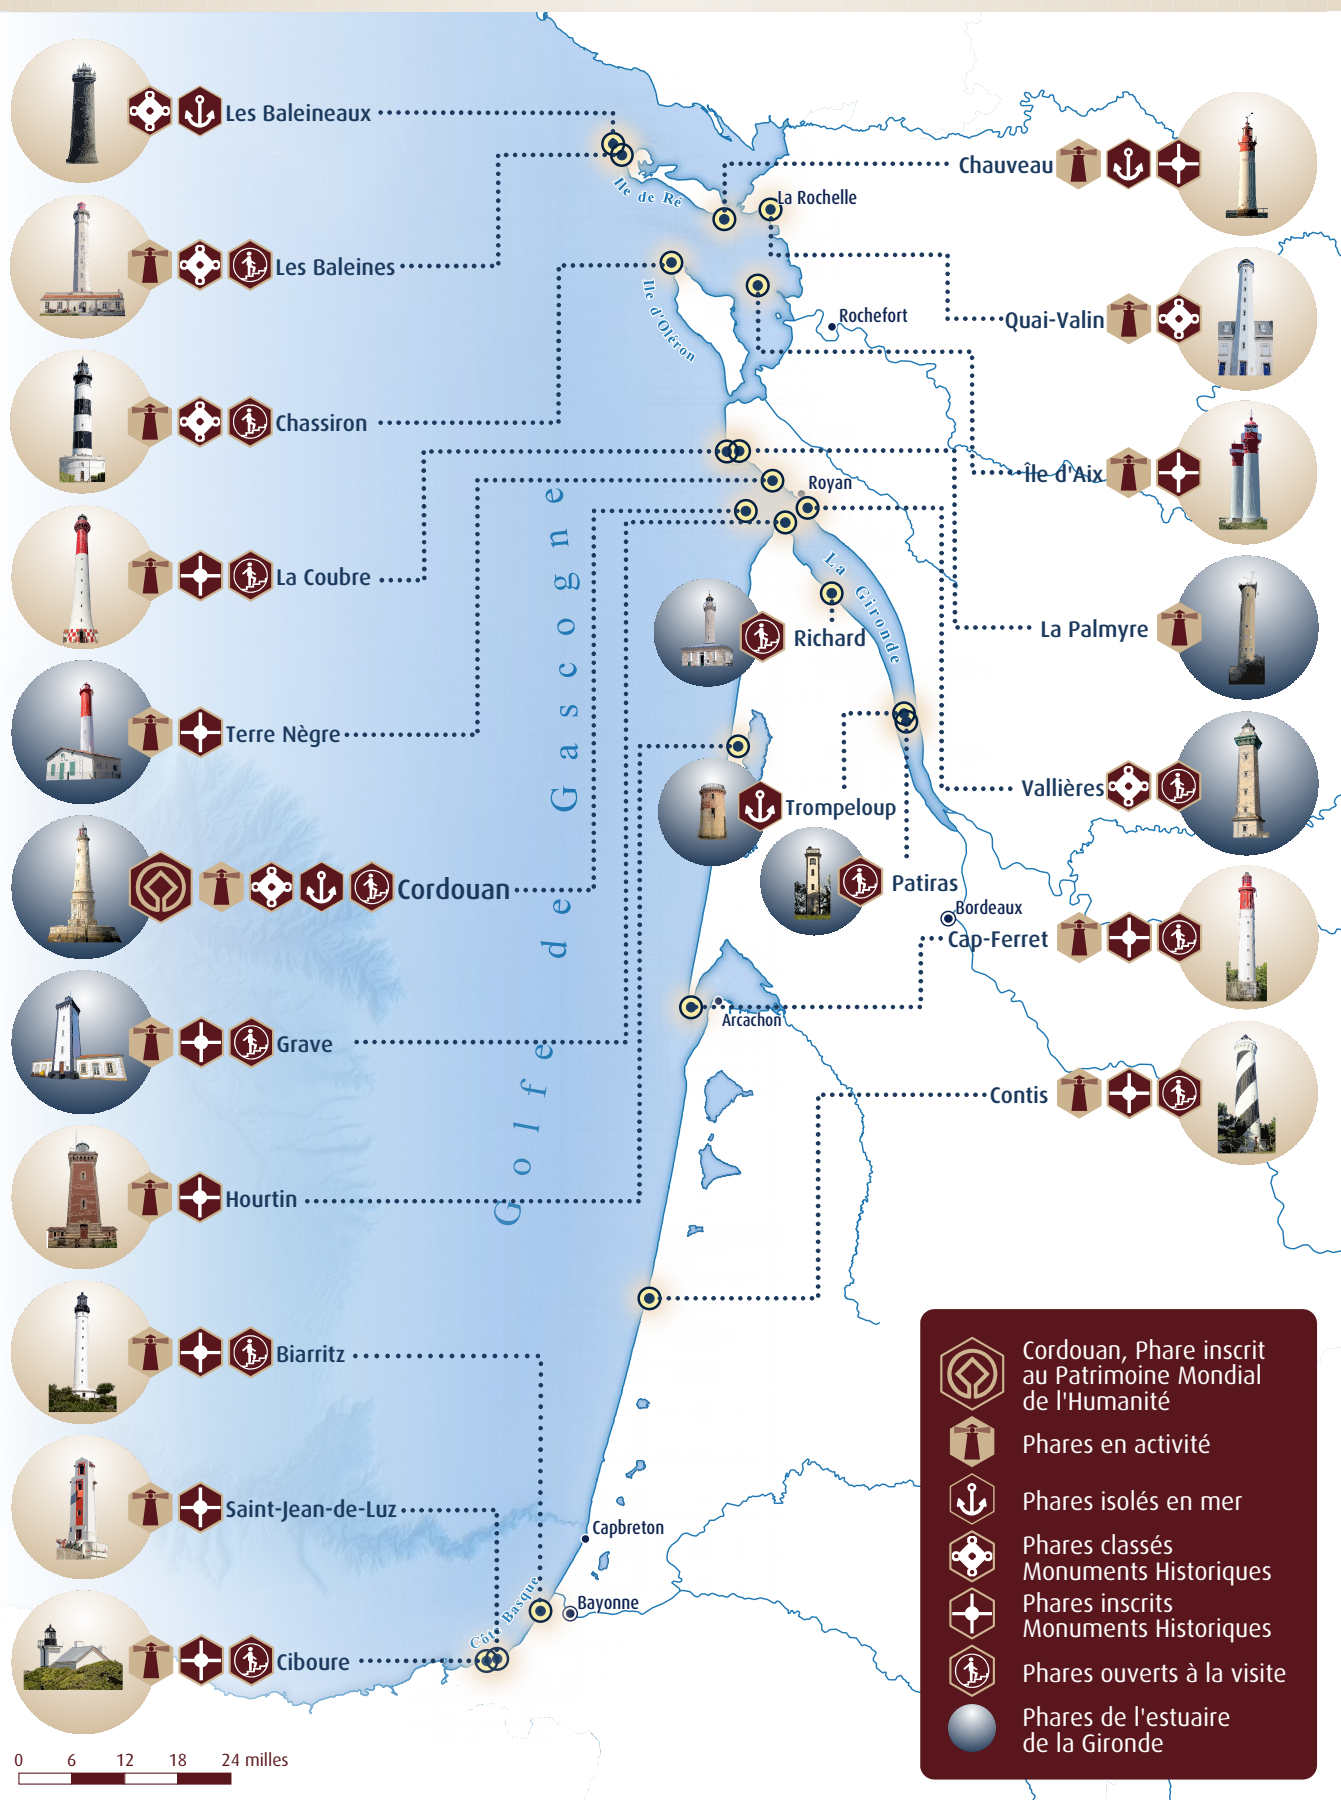 Les Baleineaux
Les Baleines
Chassiron
La Coubre
Terre Nègre
Cordouan
Grave
Hourtin
Biarritz
Saint-Jean-de-Luz
Ciboure
Chauveau
Quai-Valin
Île d'Aix
La Palmyre
Vallières
Cap-Ferret
Contis
Richard
Trompeloup
Patiras
Ile de Ré
La Rochelle
Ile d'Oléron
Rochefort
Royan
La Gironde
Bordeaux
Arcachon
Golfe de Gascogne
Capbreton
Bayonne
Côte Basque
Cordouan, Phare inscrit
au Patrimoine Mondial
de l'Humanité
Phares en activité
Phares isolés en mer
Phares classés
Monuments Historiques
Phares inscrits
Monuments Historiques
Phares ouverts à la visite
Phares de l'estuaire
de la Gironde
0 6 12 18 24 milles